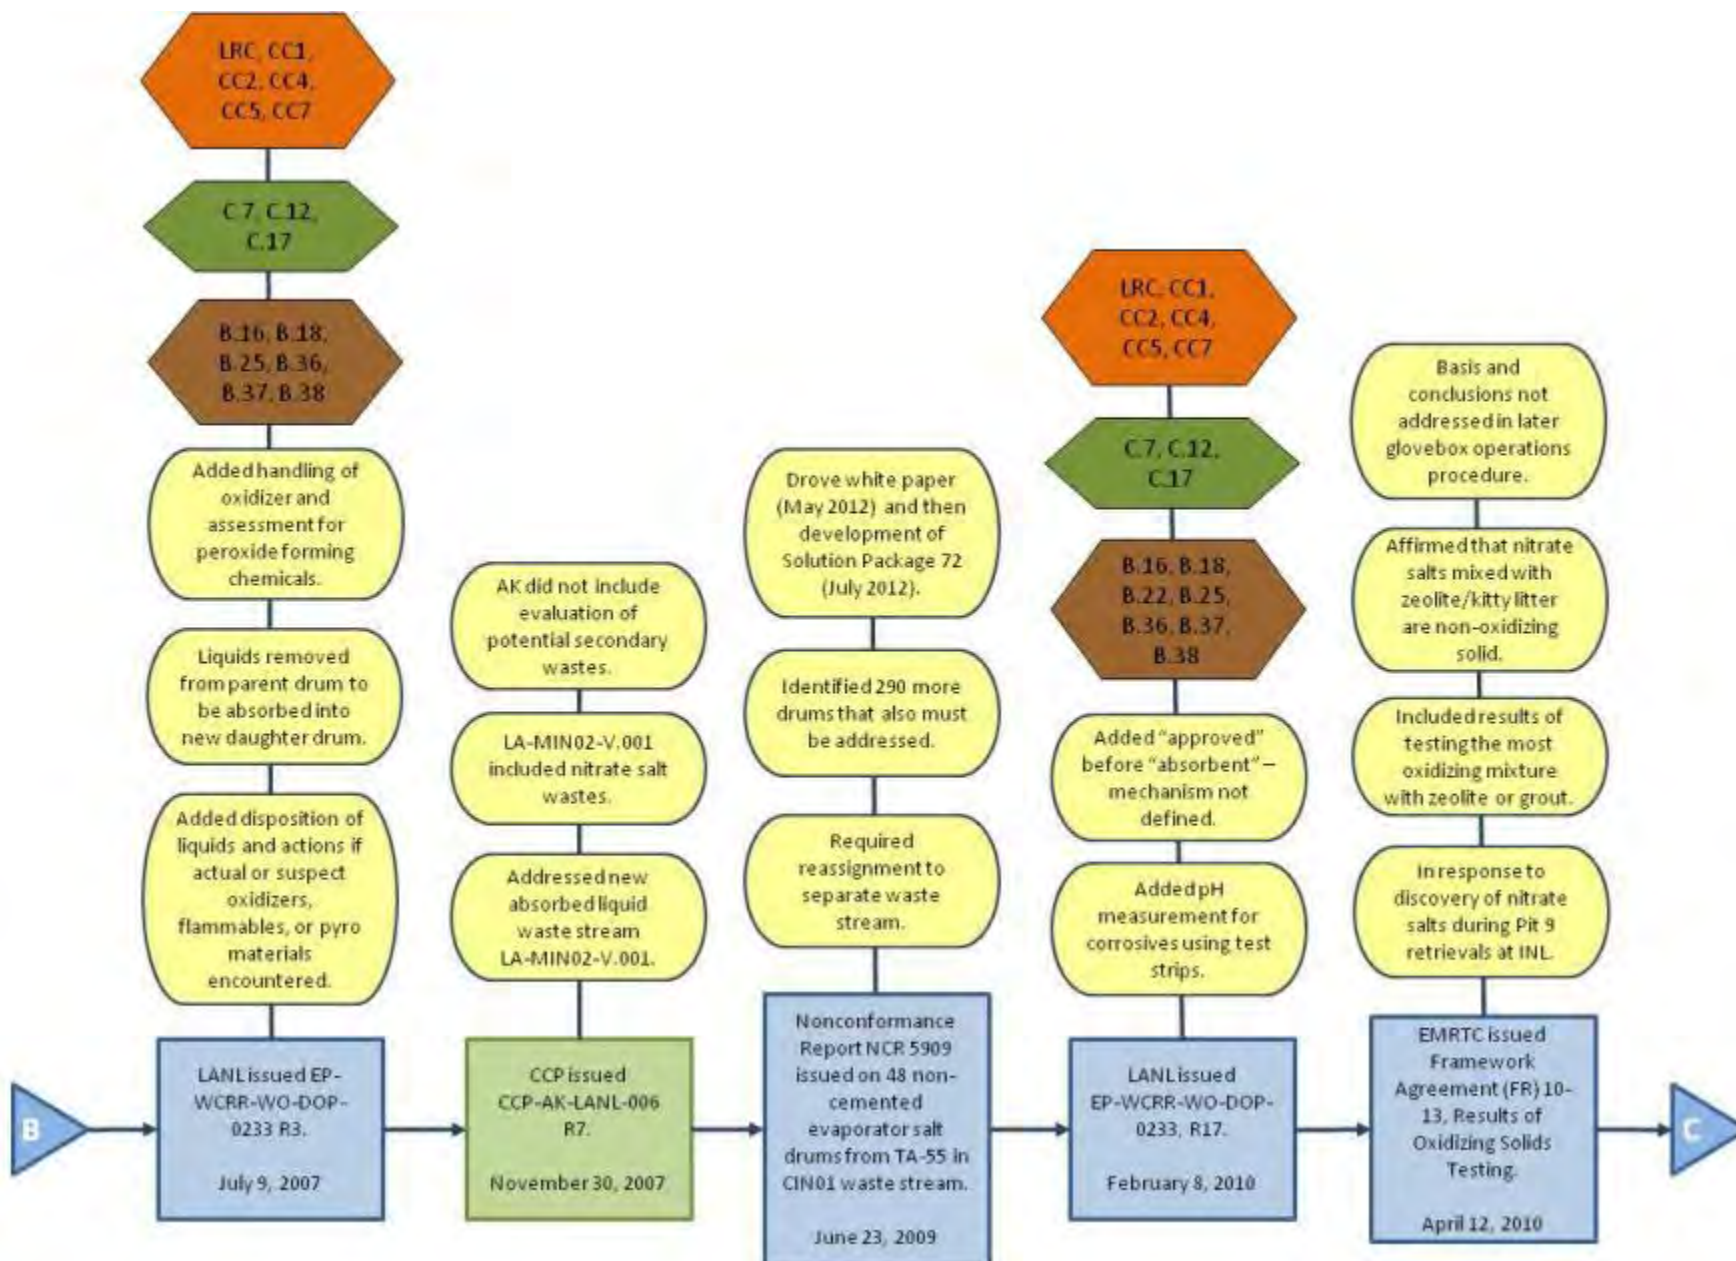 LRC, CC1,
CC2, CC4,
CC5, CC7
C.7, C.12,
C.17
B.16, B.18,
B.25, B.36,
B.37, B.38
Added handling of
oxidizer and
assessment for
peroxide forming
chemicals.
Liquids removed
from parent drum to
be absorbed into
new daughter drum.
Added disposition of
liquids and actions if
actual or suspect
oxidizers,
flammables, or pyro
materials
encountered.
B
LANL issued EP-
WCRR-WO-DOP-
0233 R3.
July 9, 2007
AK did not include
evaluation of
potential secondary
wastes.
LA-MIN02-V.001
included nitrate salt
wastes.
Addressed new
absorbed liquid
waste stream
LA-MIN02-V.001.
CCP issued
CCP-AK-LANL-006
R7.
November 30, 2007
Drove white paper
(May 2012) and then
development of
Solution Package 72
(July 2012).
Identified 290 more
drums that also must
be addressed.
Required
reassignment to
separate waste
stream.
Nonconformance
Report NCR 5909
issued on 48 non-
cemented
evaporator salt
drums from TA-55 in
CIN01 waste stream.
June 23, 2009
LRC, CC1,
CC2, CC4,
CC5, CC7
C.7, C.12,
C.17
B.16, B.18,
B.22, B.25,
B.36, B.37,
B.38
Added "approved"
before "absorbent" –
mechanism not
defined.
Added pH
measurement for
corrosives using test
strips.
LANL issued
EP-WCRR-WO-DOP-
0233, R17.
February 8, 2010
Basis and
conclusions not
addressed in later
glovebox operations
procedure.
Affirmed that nitrate
salts mixed with
zeolite/kitty litter
are non-oxidizing
solid.
Included results of
testing the most
oxidizing mixture
with zeolite or grout.
In response to
discovery of nitrate
salts during Pit 9
retrievals at INL.
EMRTC issued
Framework
Agreement (FR) 10-
13, Results of
Oxidizing Solids
Testing.
April 12, 2010
C